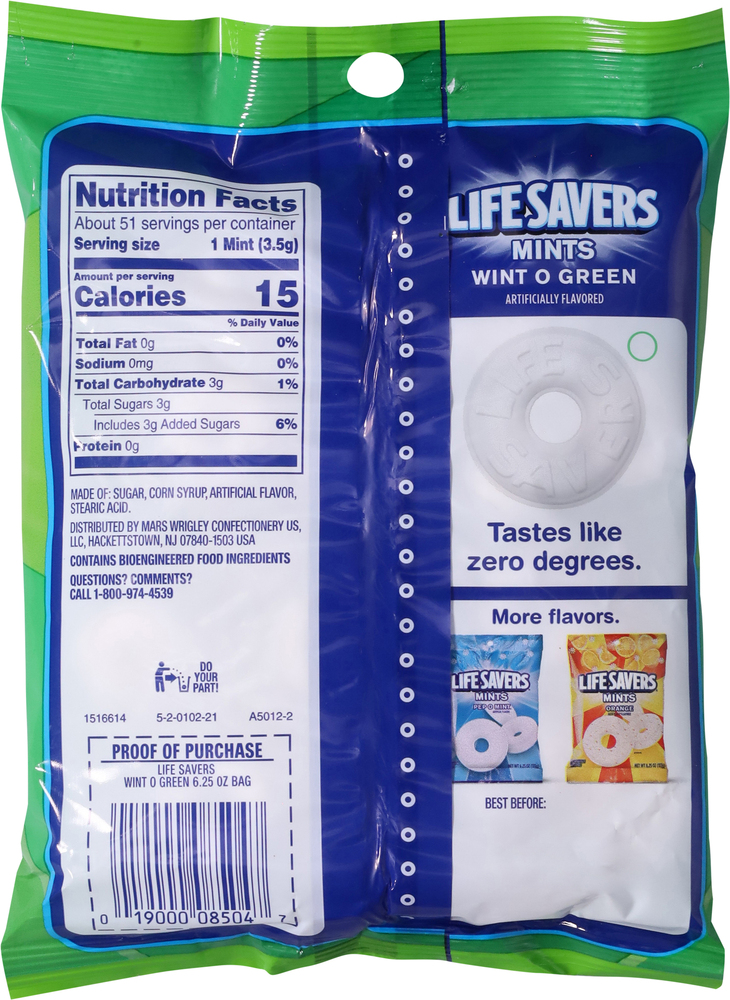 Nutrition Facts
About 51 servings per container
Serving size 1 Mint (3.5g)
Amount per serving
Calories 15
% Daily Value
Total Fat 0g 0%
Sodium 0mg 0%
Total Carbohydrate 3g 1%
Total Sugars 3g
Includes 3g Added Sugars 6%
Protein 0g
MADE OF: SUGAR, CORN SYRUP, ARTIFICIAL FLAVOR,
STEARIC ACID.
DISTRIBUTED BY MARS WRIGLEY CONFECTIONERY US,
LLC, HACKETTSTOWN, NJ 07840-1503 USA
CONTAINS BIOENGINEERED FOOD INGREDIENTS
QUESTIONS? COMMENTS?
CALL 1-800-974-4539
DO
YOUR
PART!
1516614 5-2-0102-21 A5012-2
PROOF OF PURCHASE
LIFE SAVERS
WINT O GREEN 6.25 OZ BAG
0 19000 08504 7
LIFE SAVERS
MINTS
WINT O GREEN
ARTIFICIALLY FLAVORED
LIFE SAVERS
Tastes like
zero degrees.
More flavors.
LIFE SAVERS
MINTS
PEP O MINT
LIFE SAVERS
MINTS
ORANGE
BEST BEFORE: